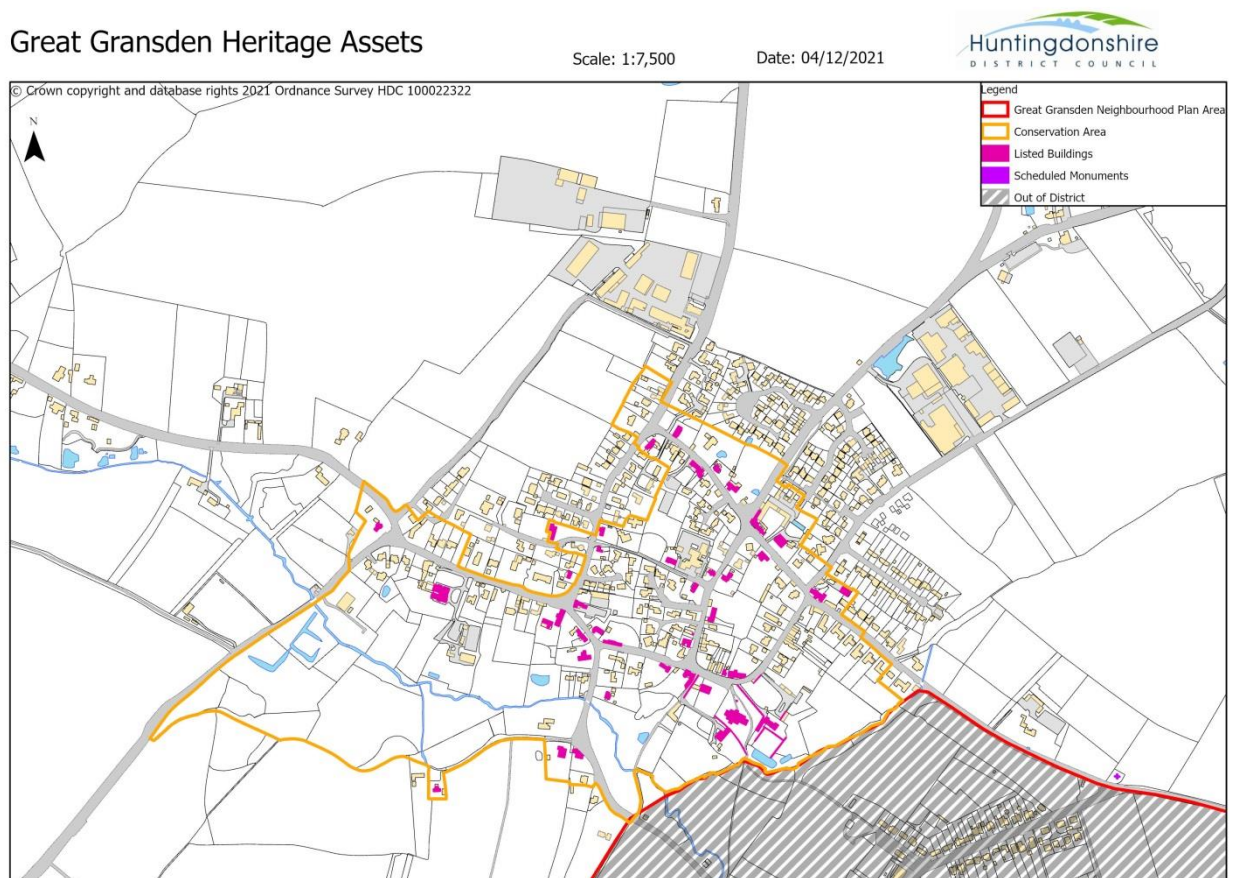 Great Gransden Heritage Assets
Scale: 1:7,500
Date: 04/12/2021
Huntingdonshire
DISTRICT COUNCIL
© Crown copyright and database rights 2021 Ordnance Survey HDC 100022322
N
Legend
Great Gransden Neighbourhood Plan Area
Conservation Area
Listed Buildings
Scheduled Monuments
Out of District